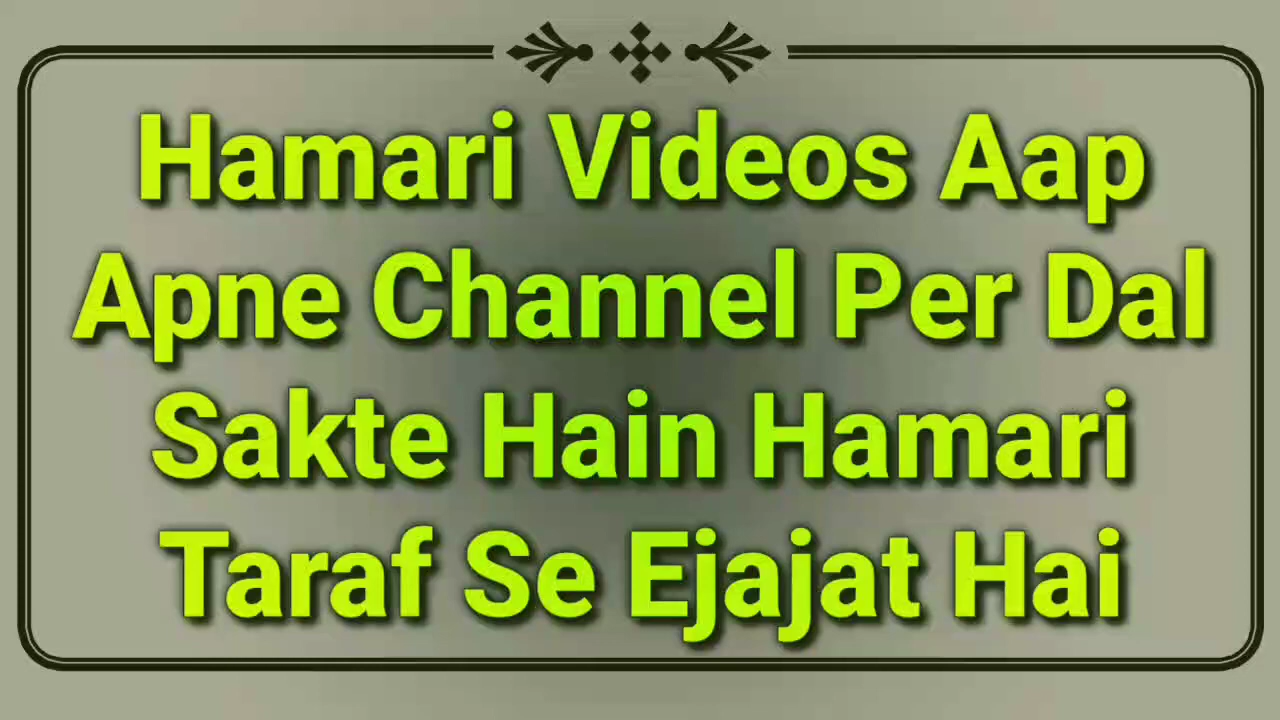 Hamari Videos Aap
Apne Channel Per Dal
Sakte Hain Hamari
Taraf Se Ejajat Hai